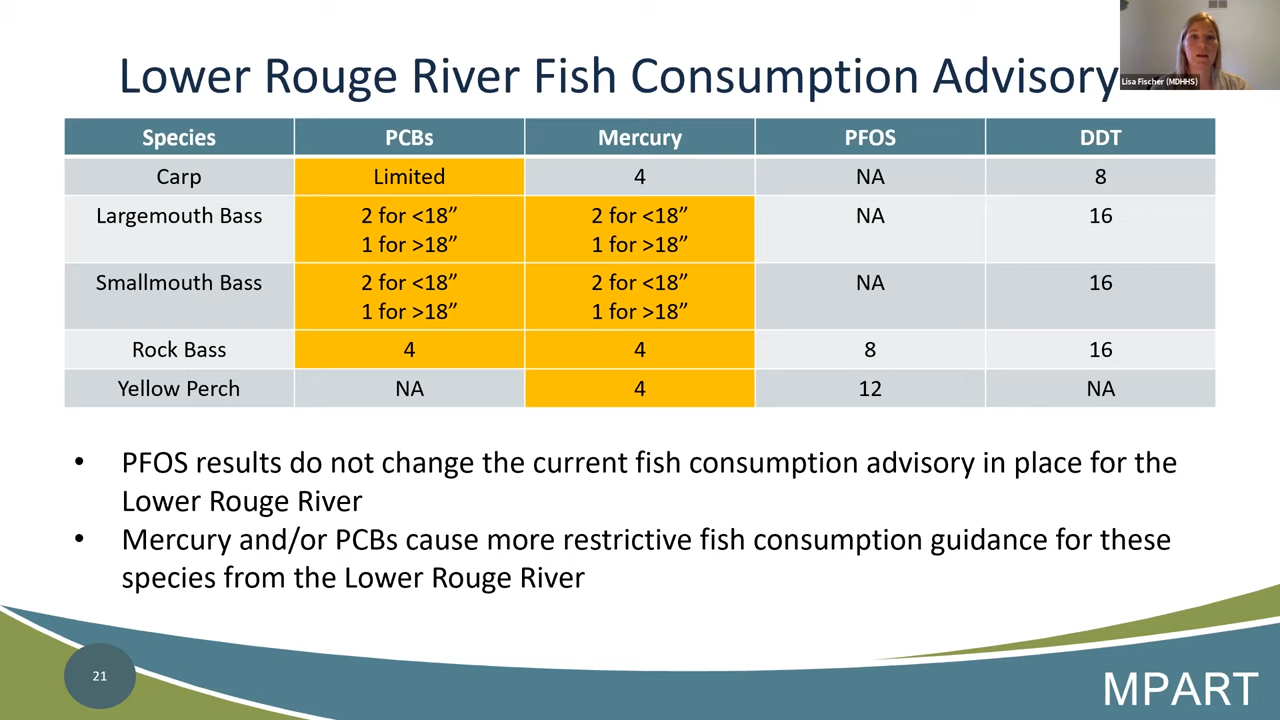 Lower Rouge River Fish Consumption Advisory
Lisa Fischer (MDHHS)
Species PCBs Mercury PFOS DDT
Carp Limited 4 NA 8
Largemouth Bass 2 for <18” 2 for <18” NA 16
1 for >18” 1 for >18”
Smallmouth Bass 2 for <18” 2 for <18” NA 16
1 for >18” 1 for >18”
Rock Bass 4 4 8 16
Yellow Perch NA 4 12 NA
• PFOS results do not change the current fish consumption advisory in place for the
Lower Rouge River
• Mercury and/or PCBs cause more restrictive fish consumption guidance for these
species from the Lower Rouge River
21
MPART